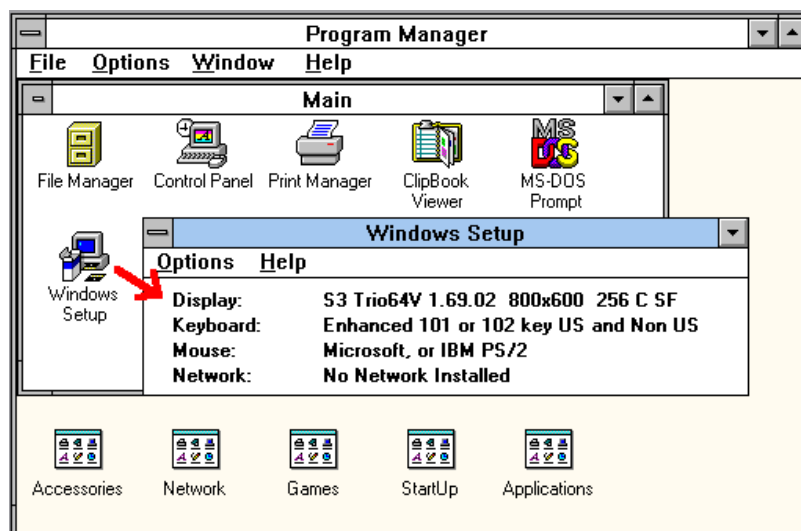 Program Manager
File Options Window Help
Main
File Manager Control Panel Print Manager ClipBook Viewer MS-DOS Prompt
Windows Setup
Windows Setup
Options Help
Display: S3 Trio64V 1.69.02 800x600 256 C SF
Keyboard: Enhanced 101 or 102 key US and Non US
Mouse: Microsoft, or IBM PS/2
Network: No Network Installed
Accessories Network Games StartUp Applications